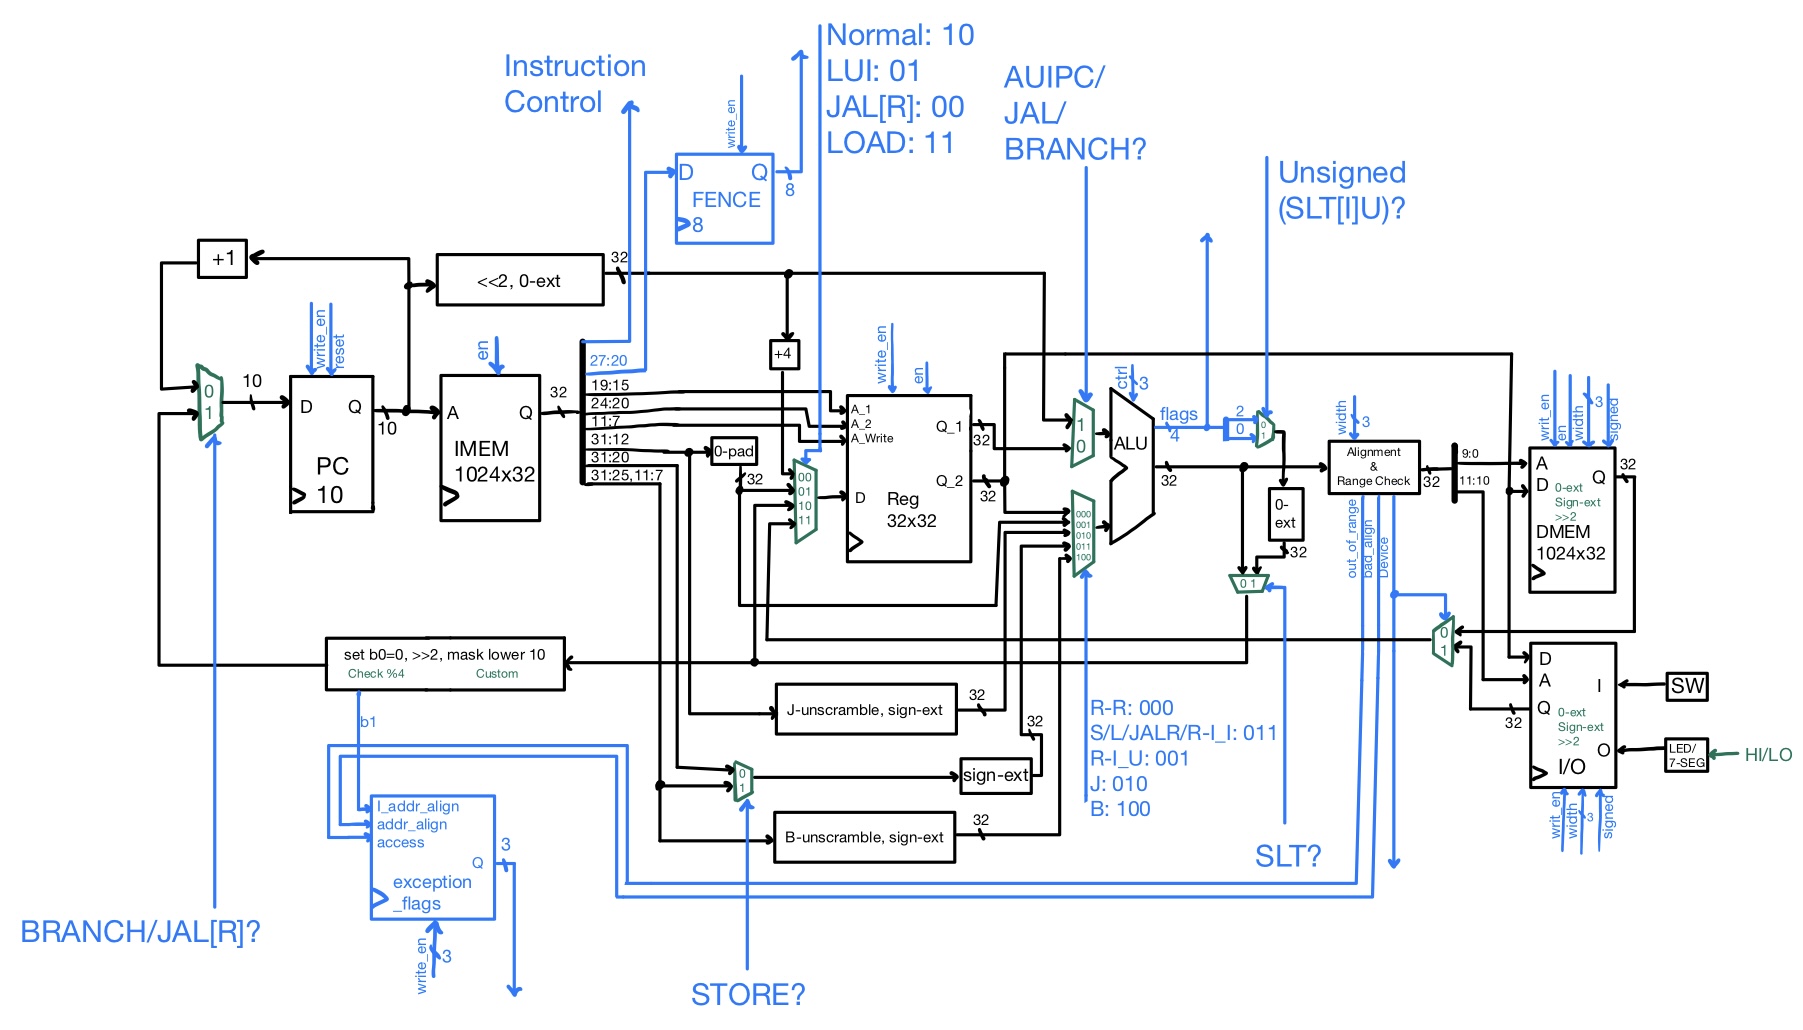 Instruction
Control
Normal: 10
LUI: 01
JAL[R]: 00
LOAD: 11
AUIPC/
JAL/
BRANCH?
Unsigned
(SLT[I]U)?
write_en
D
Q
FENCE
8
8
+1
<<2, 0-ext
32
write_en
reset
en
27:20
+4
write_en
en
ctrl
3
flags
4
2
0
0
1
width
3
writ_en
en
width
3
signed
0
1
10
D
Q
PC
10
10
A
Q
IMEM
1024x32
32
19:15
24:20
11:7
31:12
31:20
31:25,11:7
0-pad
32
00
01
10
11
A_1
A_2
A_Write
D
Q_1
32
Q_2
32
Reg
32x32
1
0
000
001
010
011
100
ALU
32
0-
ext
32
0 1
Alignment
&
Range Check
32
9:0
11:10
A
D
Q
32
0-ext
Sign-ext
>>2
DMEM
1024x32
out_of_range
bad_align
Device
0
1
D
A
Q
32
I
O
0-ext
Sign-ext
>>2
I/O
SW
LED/
7-SEG
HI/LO
writ_en
width
3
signed
set b0=0, >>2, mask lower 10
Check %4
Custom
b1
J-unscramble, sign-ext
32
32
0
1
sign-ext
B-unscramble, sign-ext
32
R-R: 000
S/L/JALR/R-I_I: 011
R-I_U: 001
J: 010
B: 100
SLT?
I_addr_align
addr_align
access
Q
3
exception
_flags
write_en
3
BRANCH/JAL[R]?
STORE?